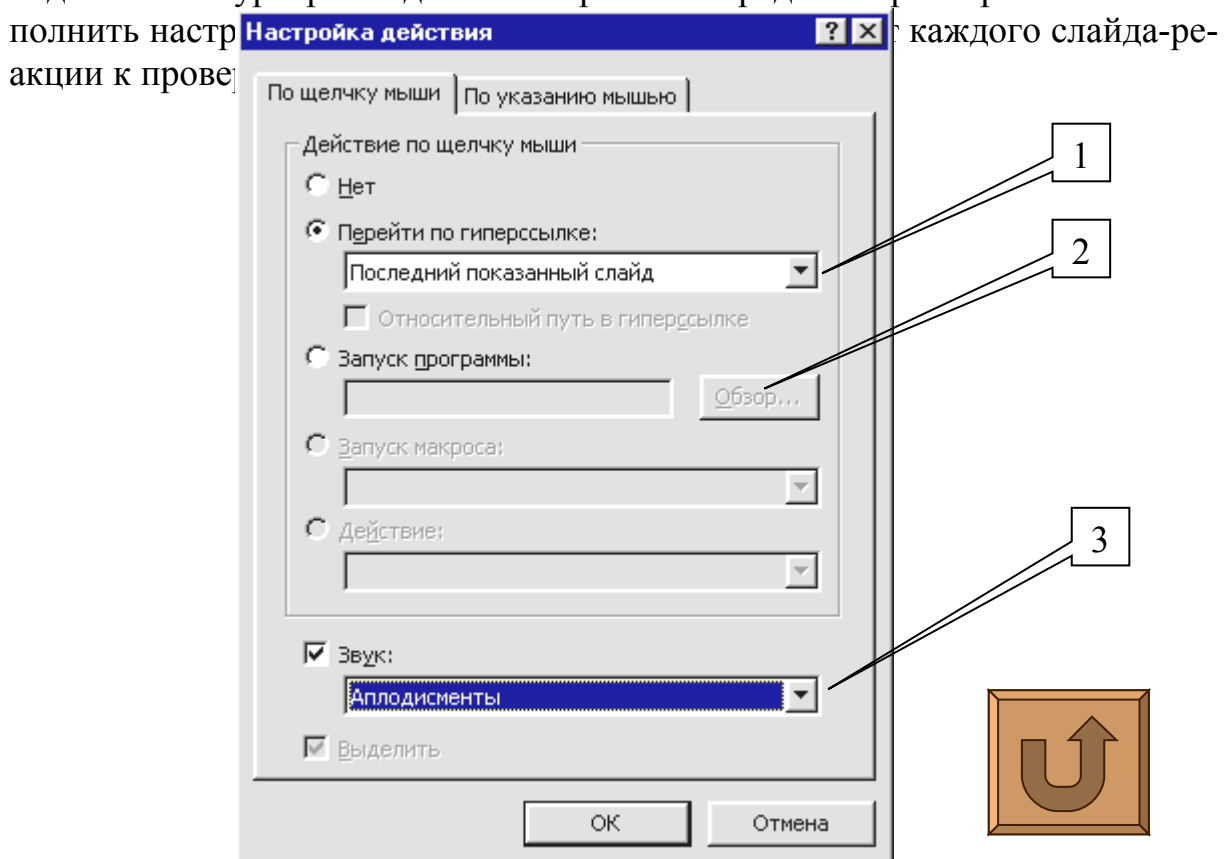 полнить настр
каждого слайда-ре-
акции к прове
Настройка действия
По щелчку мыши
По указанию мышью
Действие по щелчку мыши
Нет
Перейти по гиперссылке:
Последний показанный слайд
Относительный путь в гиперссылке
Запуск программы:
Обзор...
Запуск макроса:
Действие:
Звук:
Аплодисменты
Выделить
ОК
Отмена
1
2
3